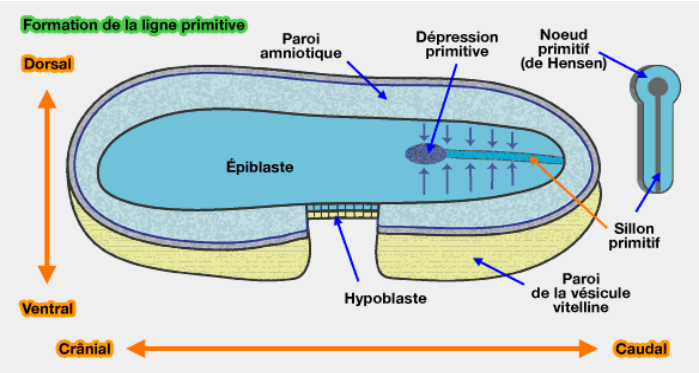 Formation de la ligne primitive
Dorsal
Paroi
amniotique
Dépression
primitive
Noeud
primitif
(de Hensen)
Épiblaste
Sillon
primitif
Hypoblaste
Paroi
de la vésicule
vitelline
Ventral
Crânial
Caudal